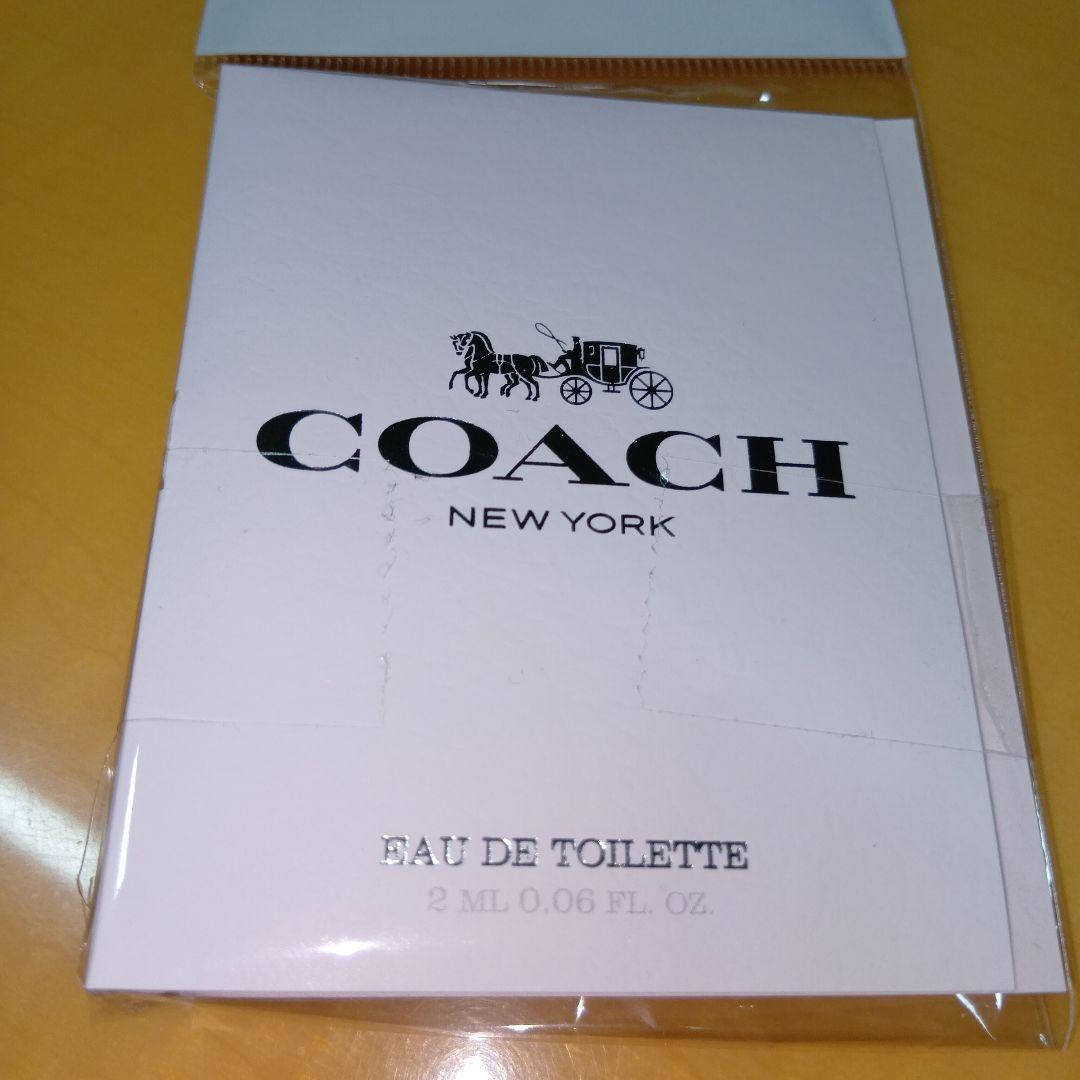 COACH
NEW YORK
EAU DE TOILETTE
2 ML 0.06 FL. OZ.